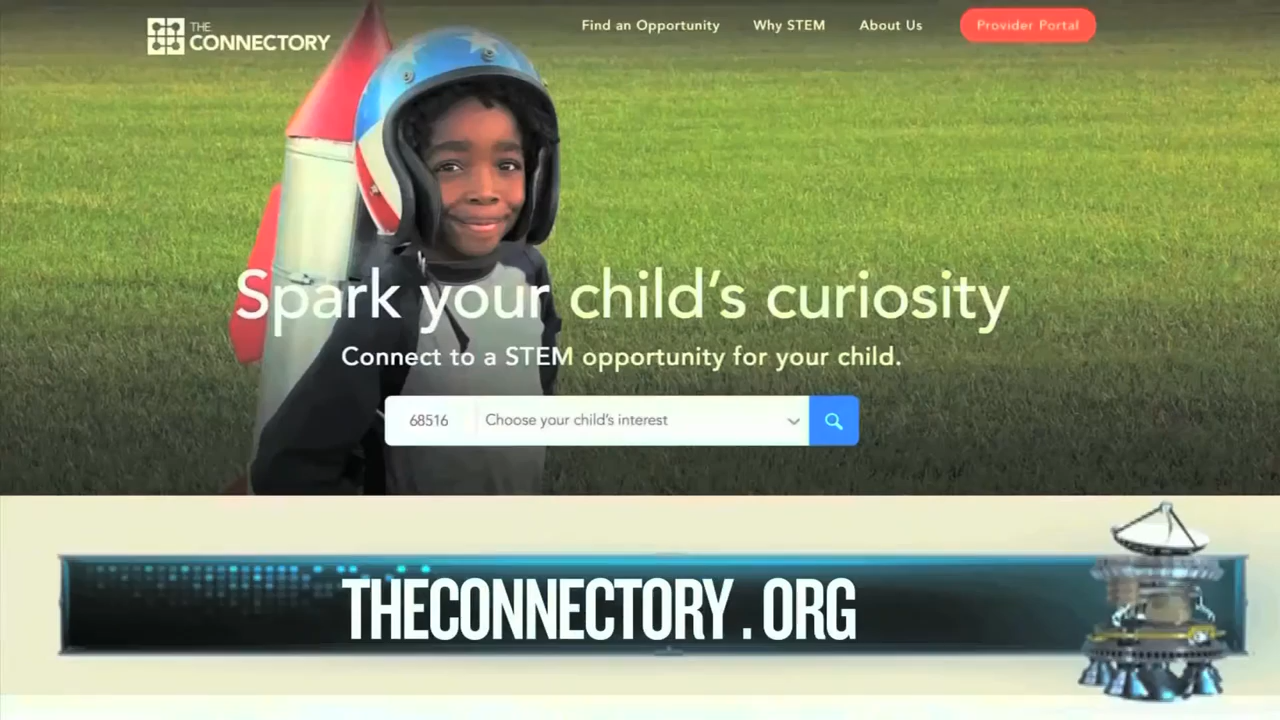 THE
CONNECTORY
Find an Opportunity Why STEM About Us Provider Portal
Spark your child's curiosity
Connect to a STEM opportunity for your child.
68516 Choose your child's interest
THECONNECTORY.ORG